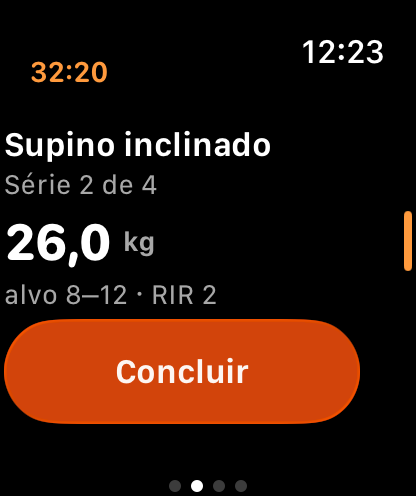 12:23
32:20
Supino inclinado
Série 2 de 4
26,0 kg
alvo 8–12 · RIR 2
Concluir